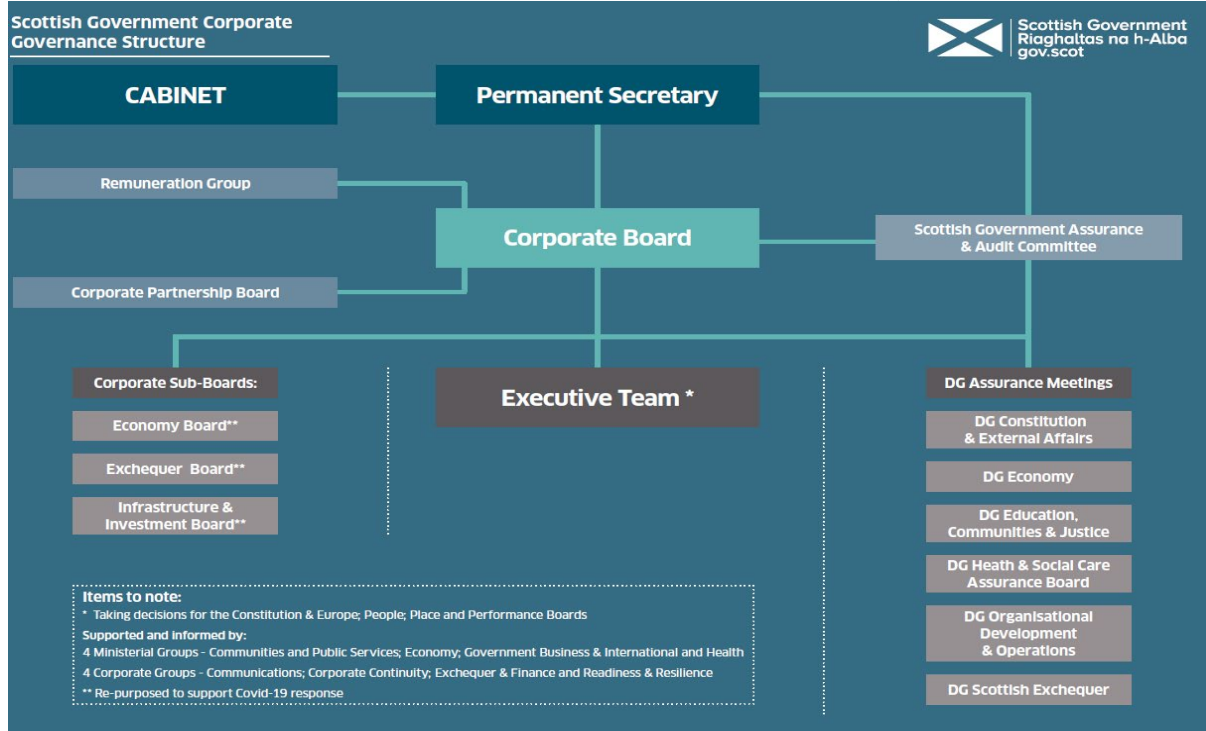 Scottish Government Corporate
Governance Structure
Scottish Government
Riaghaltas na h-Alba
gov.scot
CABINET
Permanent Secretary
Remuneration Group
Corporate Board
Scottish Government Assurance
& Audit Committee
Corporate Partnership Board
Corporate Sub-Boards:
Economy Board**
Exchequer Board**
Infrastructure &
Investment Board**
Executive Team *
DG Assurance Meetings
DG Constitution
& External Affairs
DG Economy
DG Education,
Communities & Justice
DG Heath & Social Care
Assurance Board
DG Organisational
Development
& Operations
DG Scottish Exchequer
Items to note:
* Taking decisions for the Constitution & Europe; People; Place and Performance Boards
Supported and informed by:
4 Ministerial Groups - Communities and Public Services; Economy; Government Business & International and Health
4 Corporate Groups - Communications; Corporate Continuity; Exchequer & Finance and Readiness & Resilience
** Re-purposed to support Covid-19 response